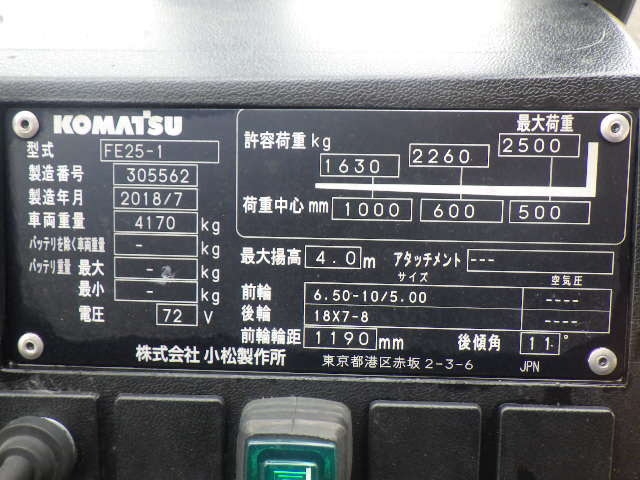 KOMATSU
型式 FE25-1
製造番号 305562
製造年月 2018/7
車両重量 4170 kg
バッテリを除く車両重量 - kg
バッテリ重量 最大 - kg
最小 - kg
電圧 72 V
最大荷重
許容荷重 kg 1630 2260 2500
荷重中心 mm 1000 600 500
最大揚高 4.0 m アタッチメント ---
サイズ 空気圧
前輪 6.50-10/5.00 ----
後輪 18X7-8 ----
前輪輪距 1190 mm 後傾角 11 °
株式会社 小松製作所 東京都港区赤坂 2-3-6 JPN